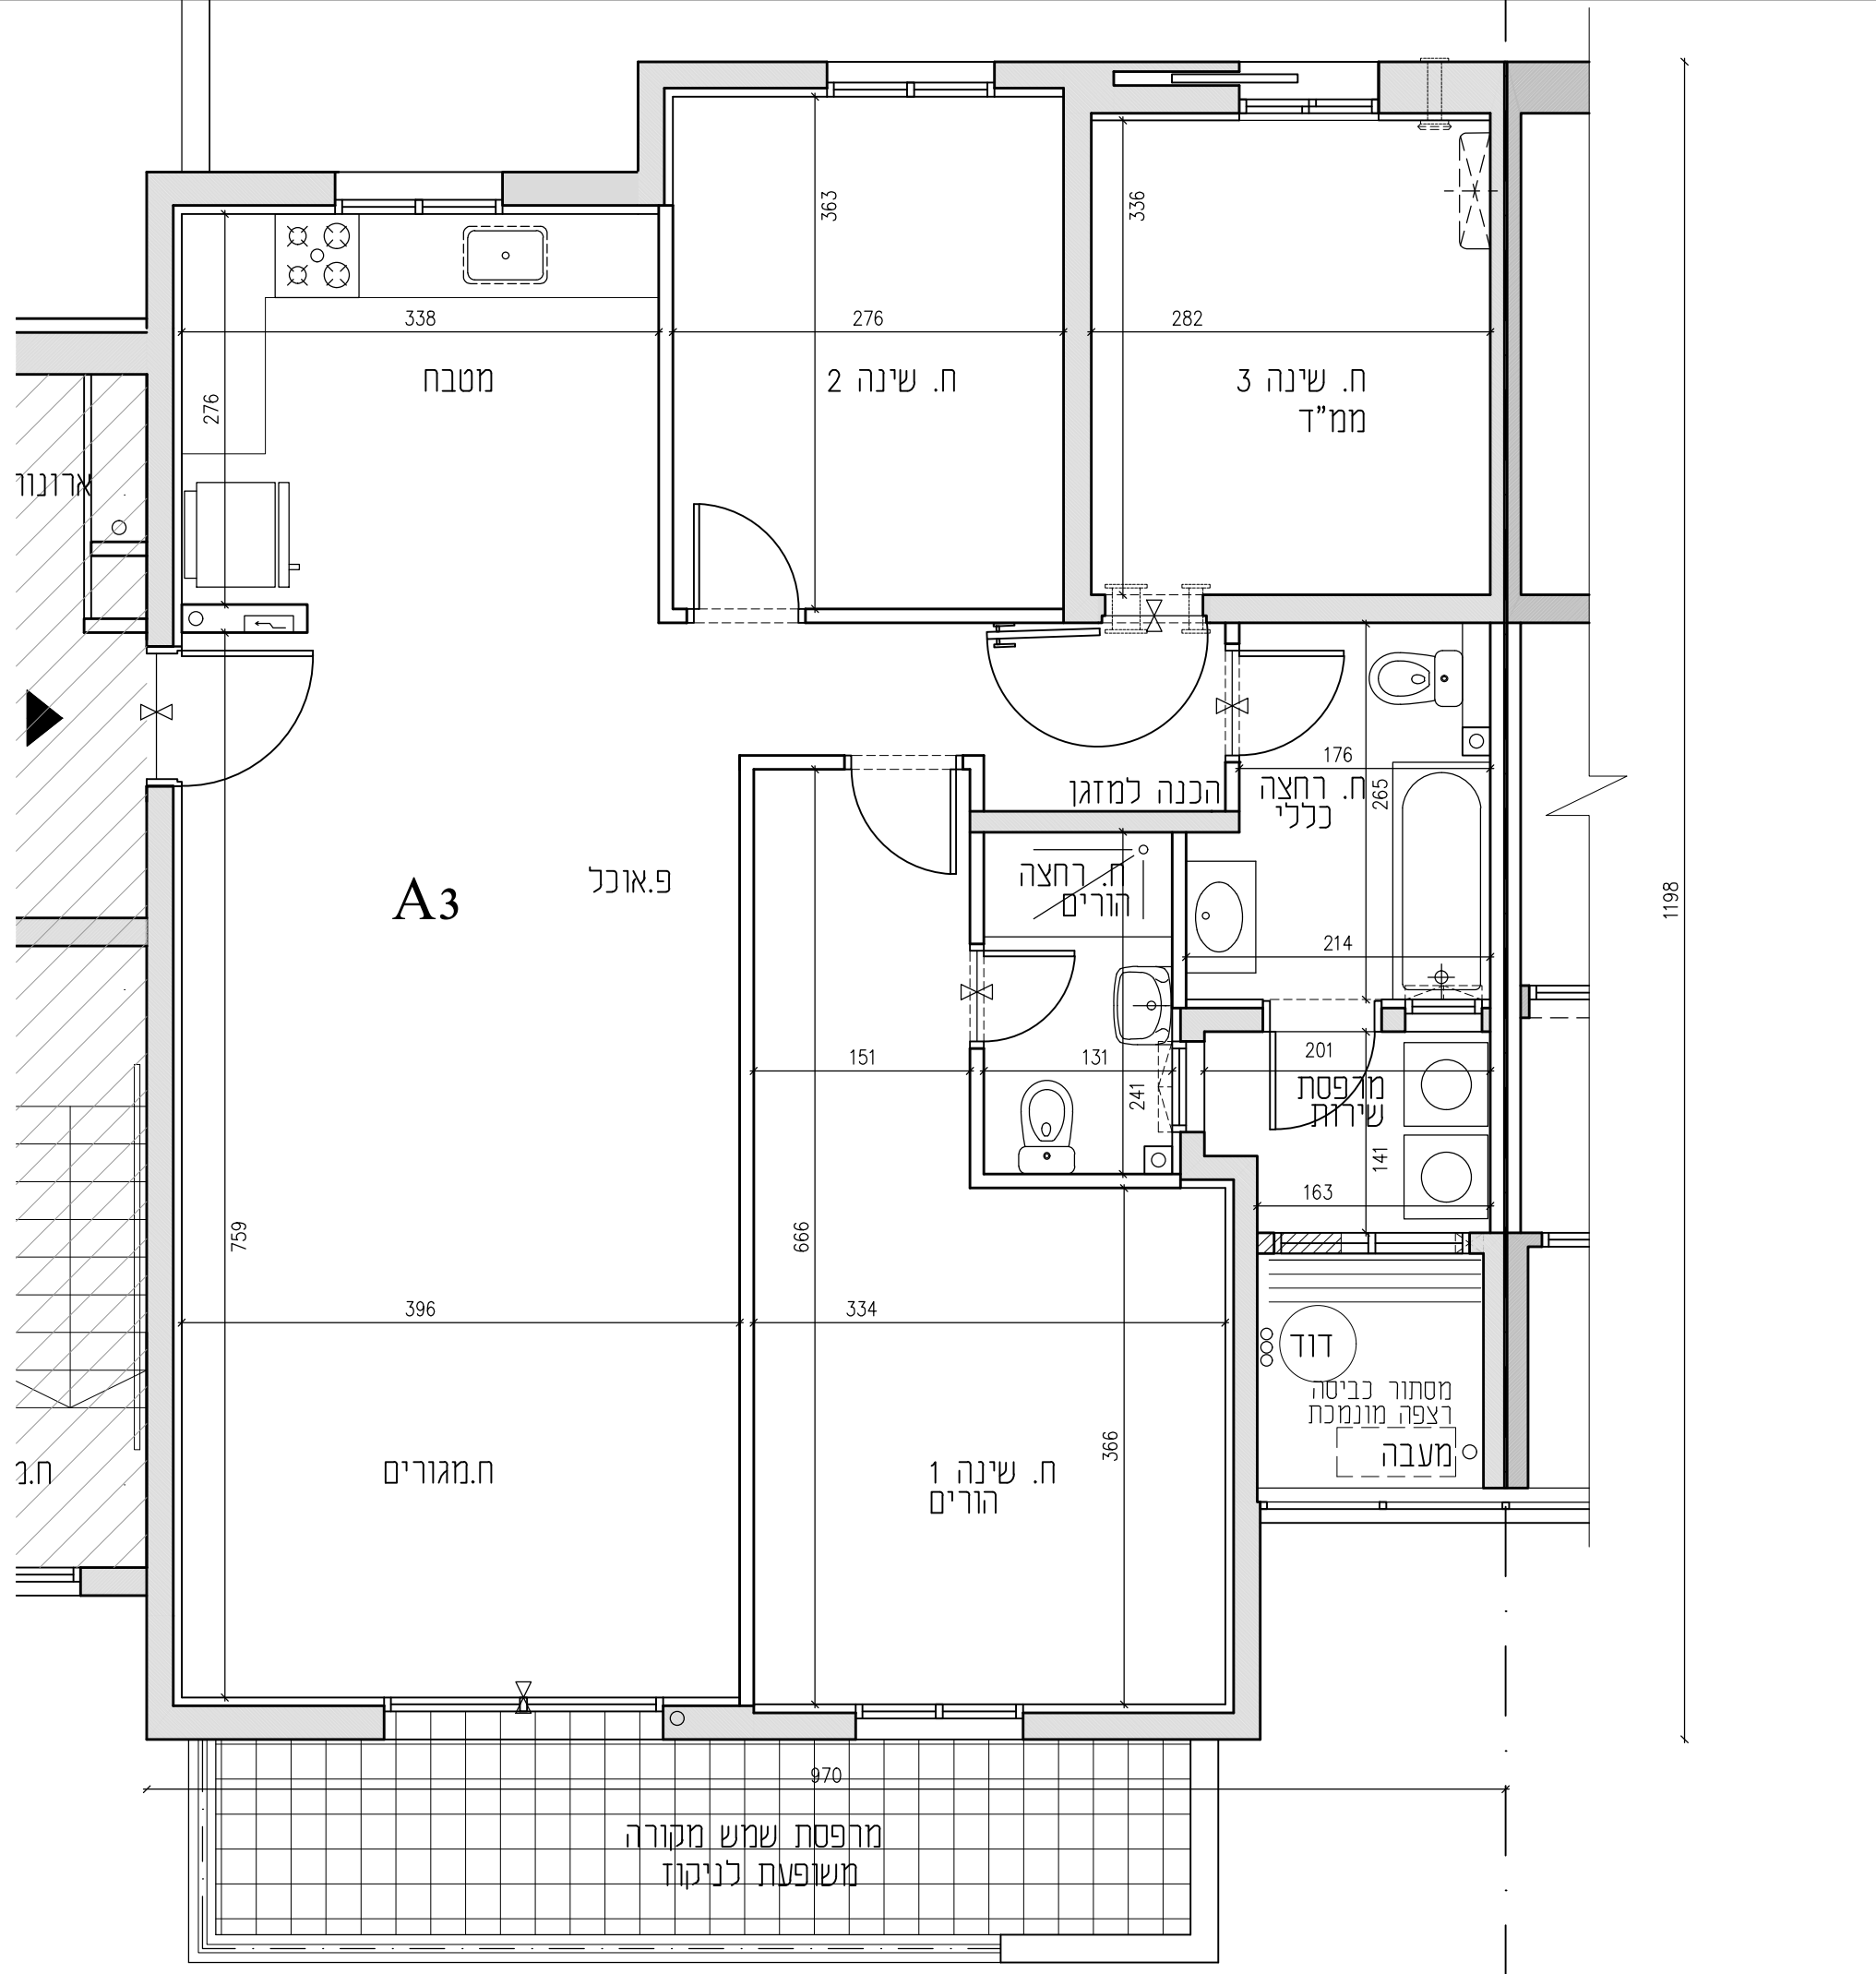 363
336
338
276
282
מטבח
ח. שינה 2
ח. שינה 3
ממ"ד
276
176
265
הכנה למזגן
ח. רחצה
כללי
A3
פ.אוכל
ח. רחצה
הורים
1198
214
151
131
241
201
מרפסת
שירות
141
163
759
666
396
334
דוד
מסתור כביסה
רצפה מונמכת
מעבה
366
ח.מגורים
ח. שינה 1
הורים
970
מרפסת שמש מקורה
משופעת לניקוז